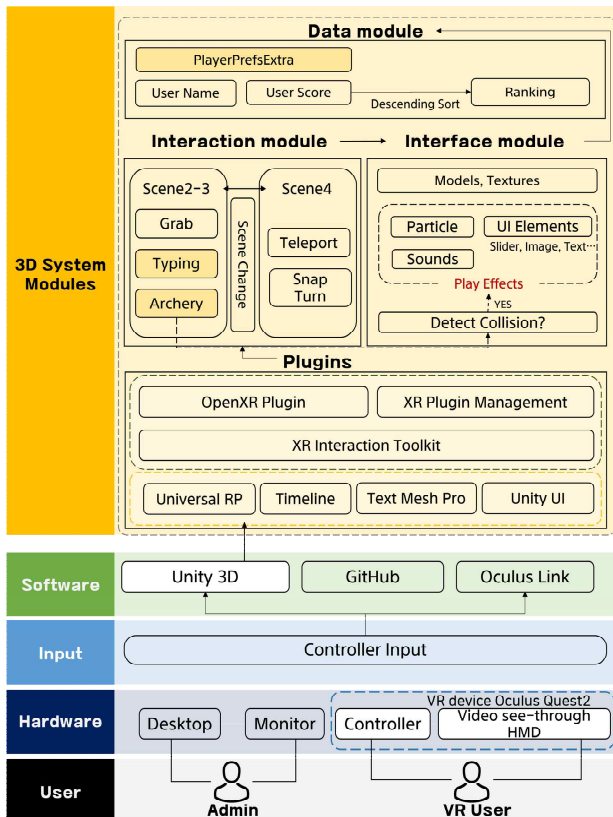 Data module
PlayerPrefsExtra
User Name
User Score
Descending Sort
Ranking
Interaction module
Interface module
Scene2-3
Grab
Typing
Archery
Scene Change
Scene4
Teleport
Snap
Turn
Models, Textures
Particle
UI Elements
Slider, Image, Text···
Sounds
Play Effects
YES
Detect Collision?
3D System
Modules
Plugins
OpenXR Plugin
XR Plugin Management
XR Interaction Toolkit
Universal RP
Timeline
Text Mesh Pro
Unity UI
Software
Unity 3D
GitHub
Oculus Link
Input
Controller Input
Hardware
Desktop
Monitor
VR device Oculus Quest2
Controller
Video see-through
HMD
User
Admin
VR User